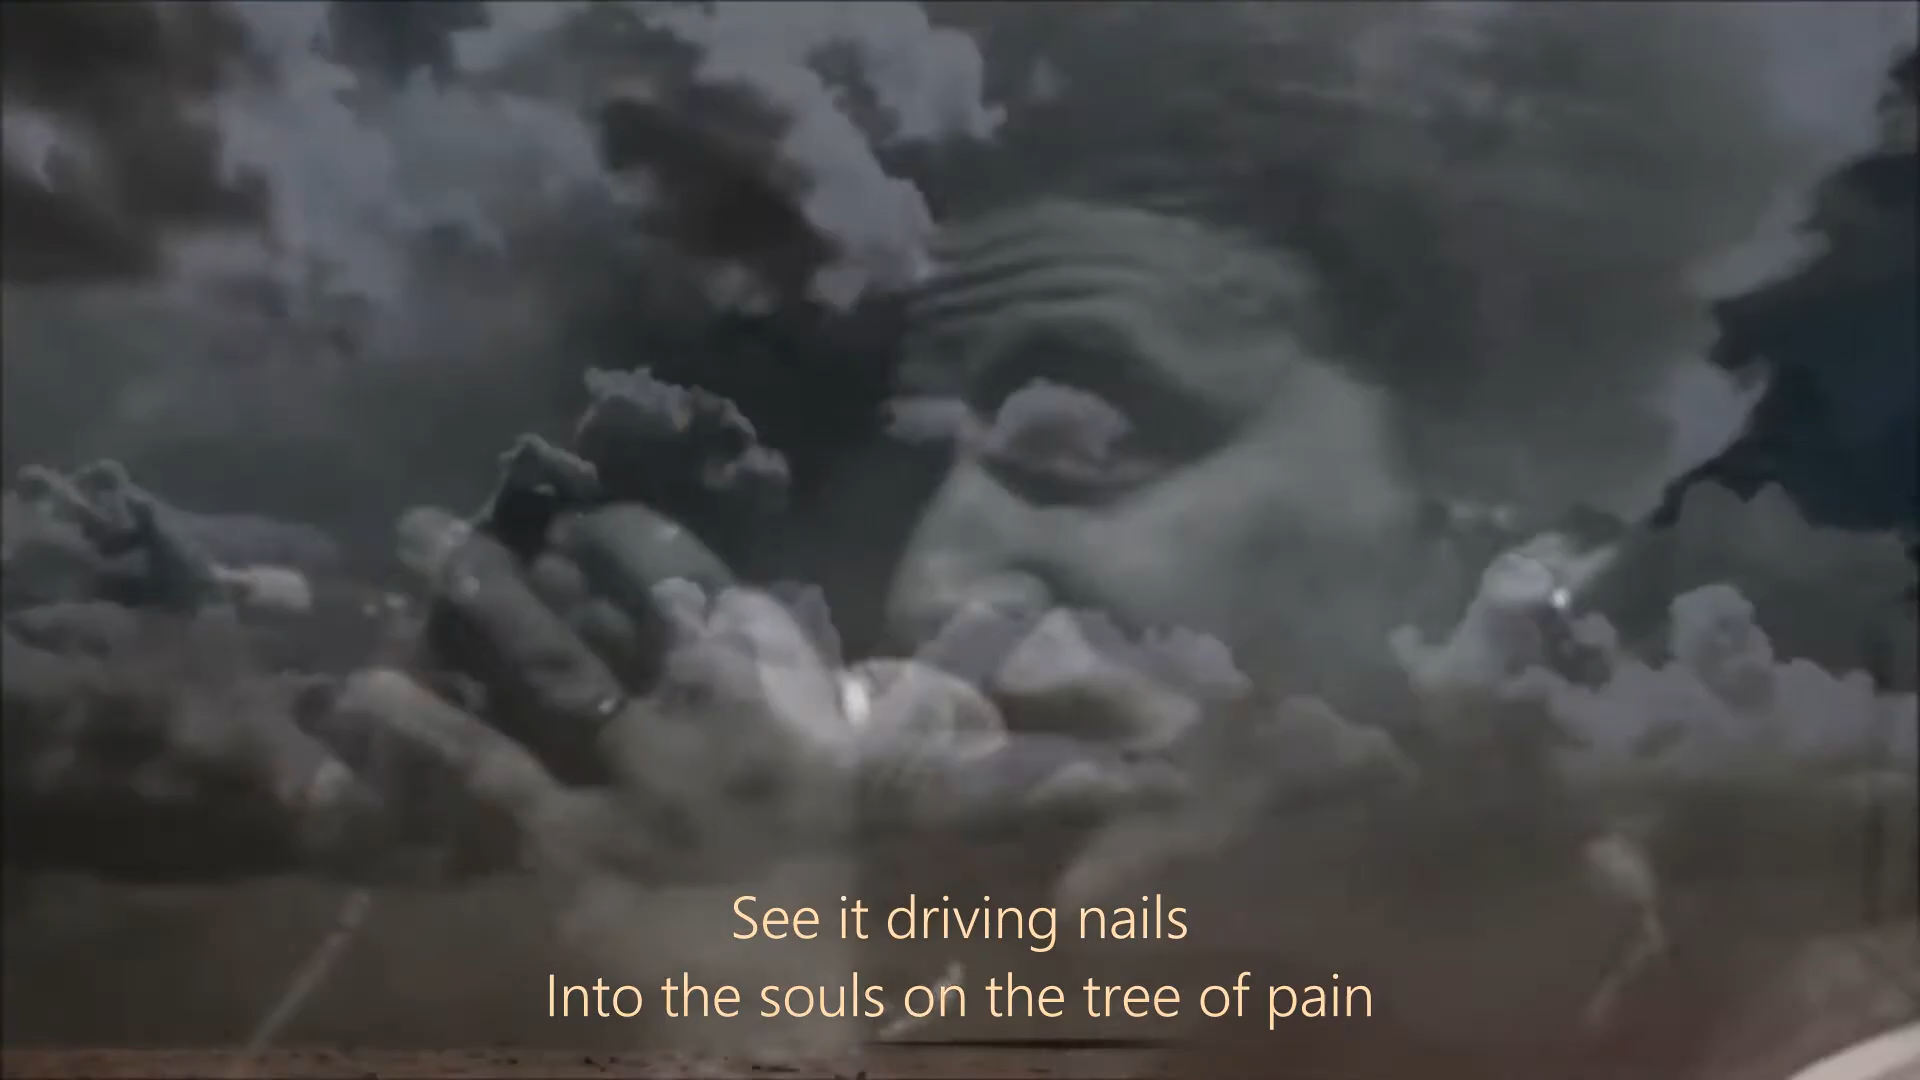 See it driving nails
Into the souls on the tree of pain